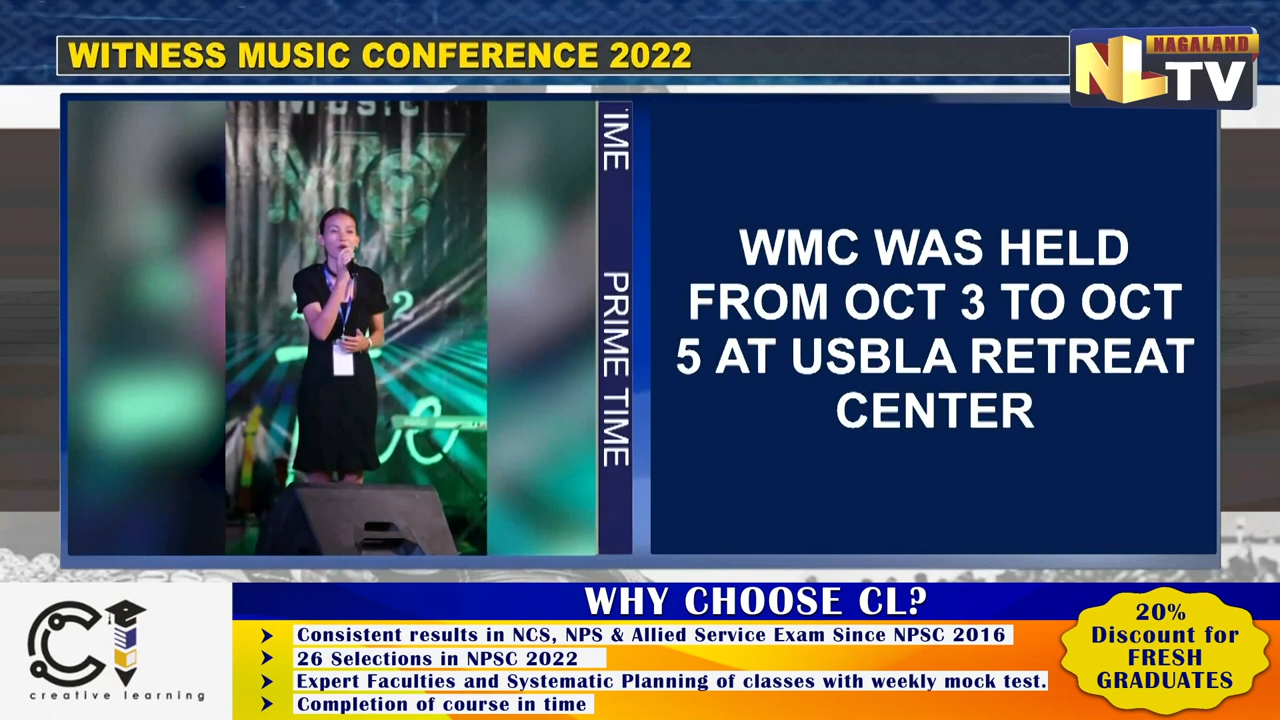 WITNESS MUSIC CONFERENCE 2022
NAGALAND
NLTV
MUSIC
'IME
PRIME TIME
WMC WAS HELD
FROM OCT 3 TO OCT
5 AT USBLA RETREAT
CENTER
WHY CHOOSE CL?
Consistent results in NCS, NPS & Allied Service Exam Since NPSC 2016
26 Selections in NPSC 2022
Expert Faculties and Systematic Planning of classes with weekly mock test.
Completion of course in time
creative learning
20%
Discount for
FRESH
GRADUATES